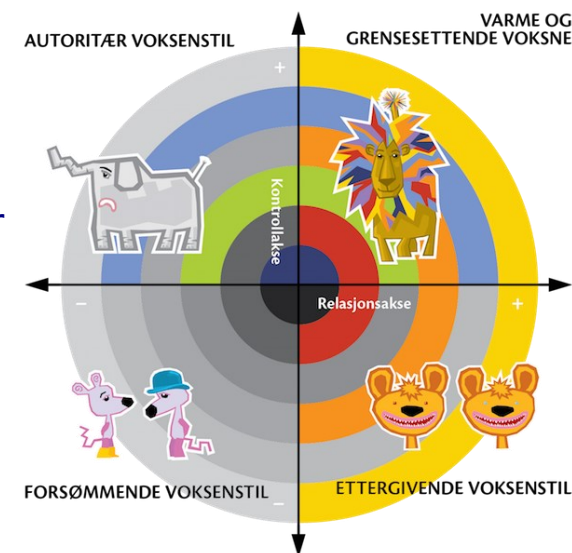 AUTORITÆR VOKSENSTIL
VARME OG
GRENSESETTENDE VOKSNE
+
Kontrollakse
Relasjonsakse
−
+
FORSØMMENDE VOKSENSTIL
ETTERGIVENDE VOKSENSTIL
−